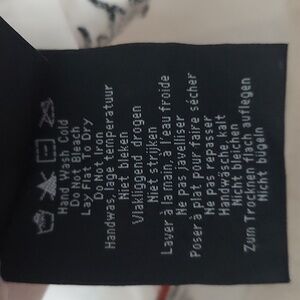 Hand Wash Cold
Do Not Bleach
Lay Flat To Dry
Do Not Iron
Handwas, lage temperatuur
Niet bleken
Vlakliggend drogen
Niet strijken
Laver à la main, à l'eau froide
Ne pas javelliser
Poser à plat pour faire sécher
Ne pas repasser
Handwäsche kalt
Nicht bleichen
Zum Trocknen flach auflegen
Nicht bügeln